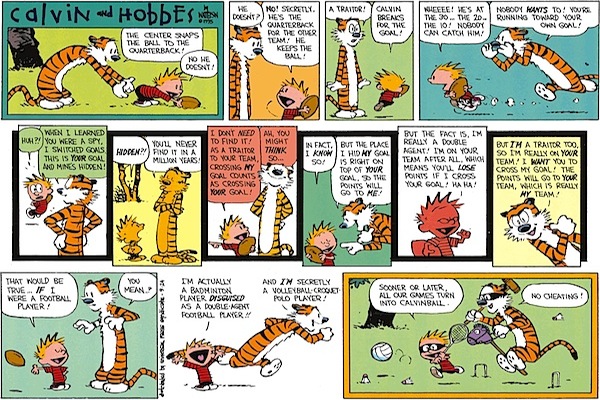 Calvin and Hobbes
BY WATTERSON
THE CENTER SNAPS
THE BALL TO THE
QUARTERBACK!
NO HE
DOESN'T!
HE
DOESN'T?
NO! SECRETLY,
HE'S THE
QUARTERBACK
FOR THE OTHER
TEAM! HE
KEEPS THE
BALL!
A TRAITOR!
CALVIN
BREAKS
FOR THE
GOAL!
WHEEEE! HE'S AT
THE 30... THE 20...
THE 10! NOBODY
CAN CATCH HIM!
NOBODY WANTS TO! YOU'RE
RUNNING TOWARD YOUR
OWN GOAL!
HUH?!
WHEN I LEARNED
YOU WERE A SPY,
I SWITCHED GOALS.
THIS IS YOUR GOAL
AND MINE'S HIDDEN!
HIDDEN?!
YOU'LL NEVER
FIND IT IN A
MILLION YEARS!
I DON'T NEED
TO FIND IT!
AS A TRAITOR
TO YOUR TEAM,
CROSSING MY
GOAL COUNTS
AS CROSSING
YOUR GOAL!
AH, YOU
MIGHT
THINK
SO...
IN FACT,
I KNOW
SO!
BUT THE PLACE
I HID MY GOAL
IS RIGHT ON
TOP OF YOUR
GOAL, SO THE
POINTS WILL
GO TO ME!
BUT THE FACT IS, I'M
REALLY A DOUBLE
AGENT! I'M ON YOUR
TEAM AFTER ALL, WHICH
MEANS YOU'LL LOSE
POINTS IF I CROSS
YOUR GOAL! HA HA!
BUT I'M A TRAITOR TOO,
SO I'M REALLY ON YOUR
TEAM! I WANT YOU TO
CROSS MY GOAL! THE
POINTS WILL GO TO YOUR
TEAM, WHICH IS REALLY
MY TEAM!
THAT WOULD BE
TRUE... IF I
WERE A FOOTBALL
PLAYER!
YOU
MEAN..?
I'M ACTUALLY
A BADMINTON
PLAYER DISGUISED
AS A DOUBLE-AGENT
FOOTBALL PLAYER!!
AND I'M SECRETLY
A VOLLEYBALL-CROQUET-
POLO PLAYER!
SOONER OR LATER,
ALL OUR GAMES TURN
INTO CALVINBALL.
NO CHEATING!